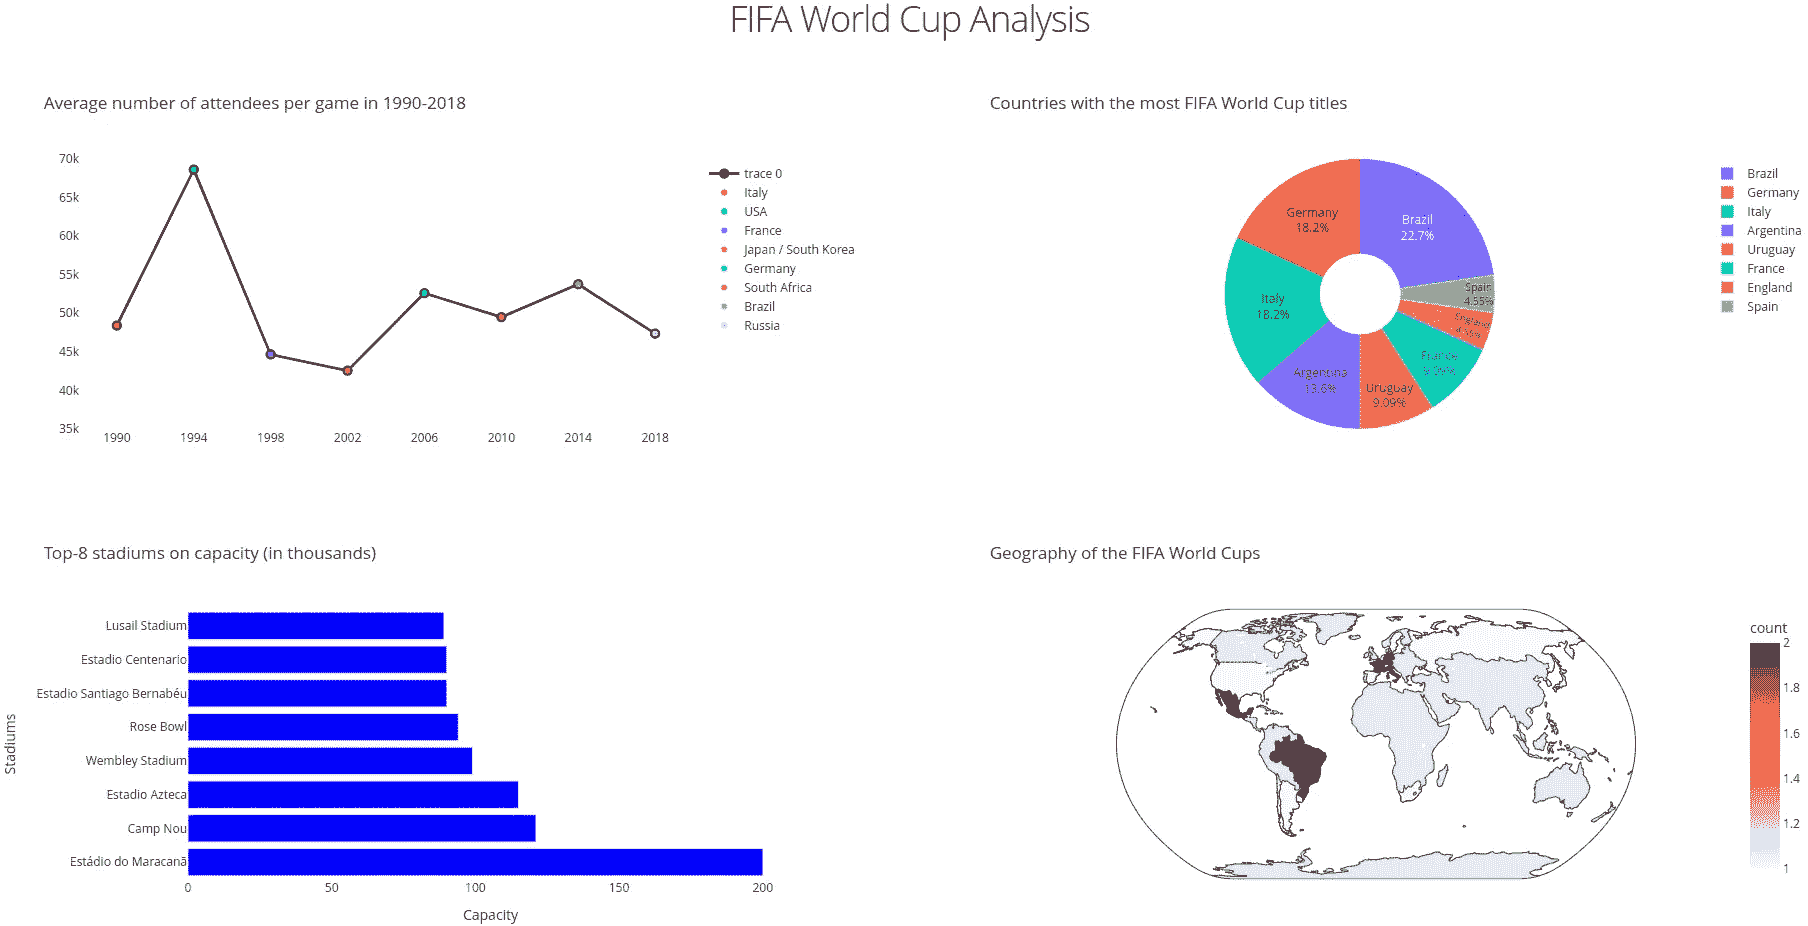 FIFA World Cup Analysis
Average number of attendees per game in 1990-2018
70k
65k
60k
55k
50k
45k
40k
35k
1990 1994 1998 2002 2006 2010 2014 2018
trace 0
Italy
USA
France
Japan / South Korea
Germany
South Africa
Brazil
Russia
Countries with the most FIFA World Cup titles
Germany
18.2%
Brazil
22.7%
Italy
18.2%
Spain
4.55%
England
France
9.09%
Argentina
13.6%
Uruguay
9.09%
Brazil
Germany
Italy
Argentina
Uruguay
France
England
Spain
Top-8 stadiums on capacity (in thousands)
Stadiums
Lusail Stadium
Estadio Centenario
Estadio Santiago Bernabéu
Rose Bowl
Wembley Stadium
Estadio Azteca
Camp Nou
Estádio do Maracanã
0 50 100 150 200
Capacity
Geography of the FIFA World Cups
count
2
1.8
1.6
1.4
1.2
1